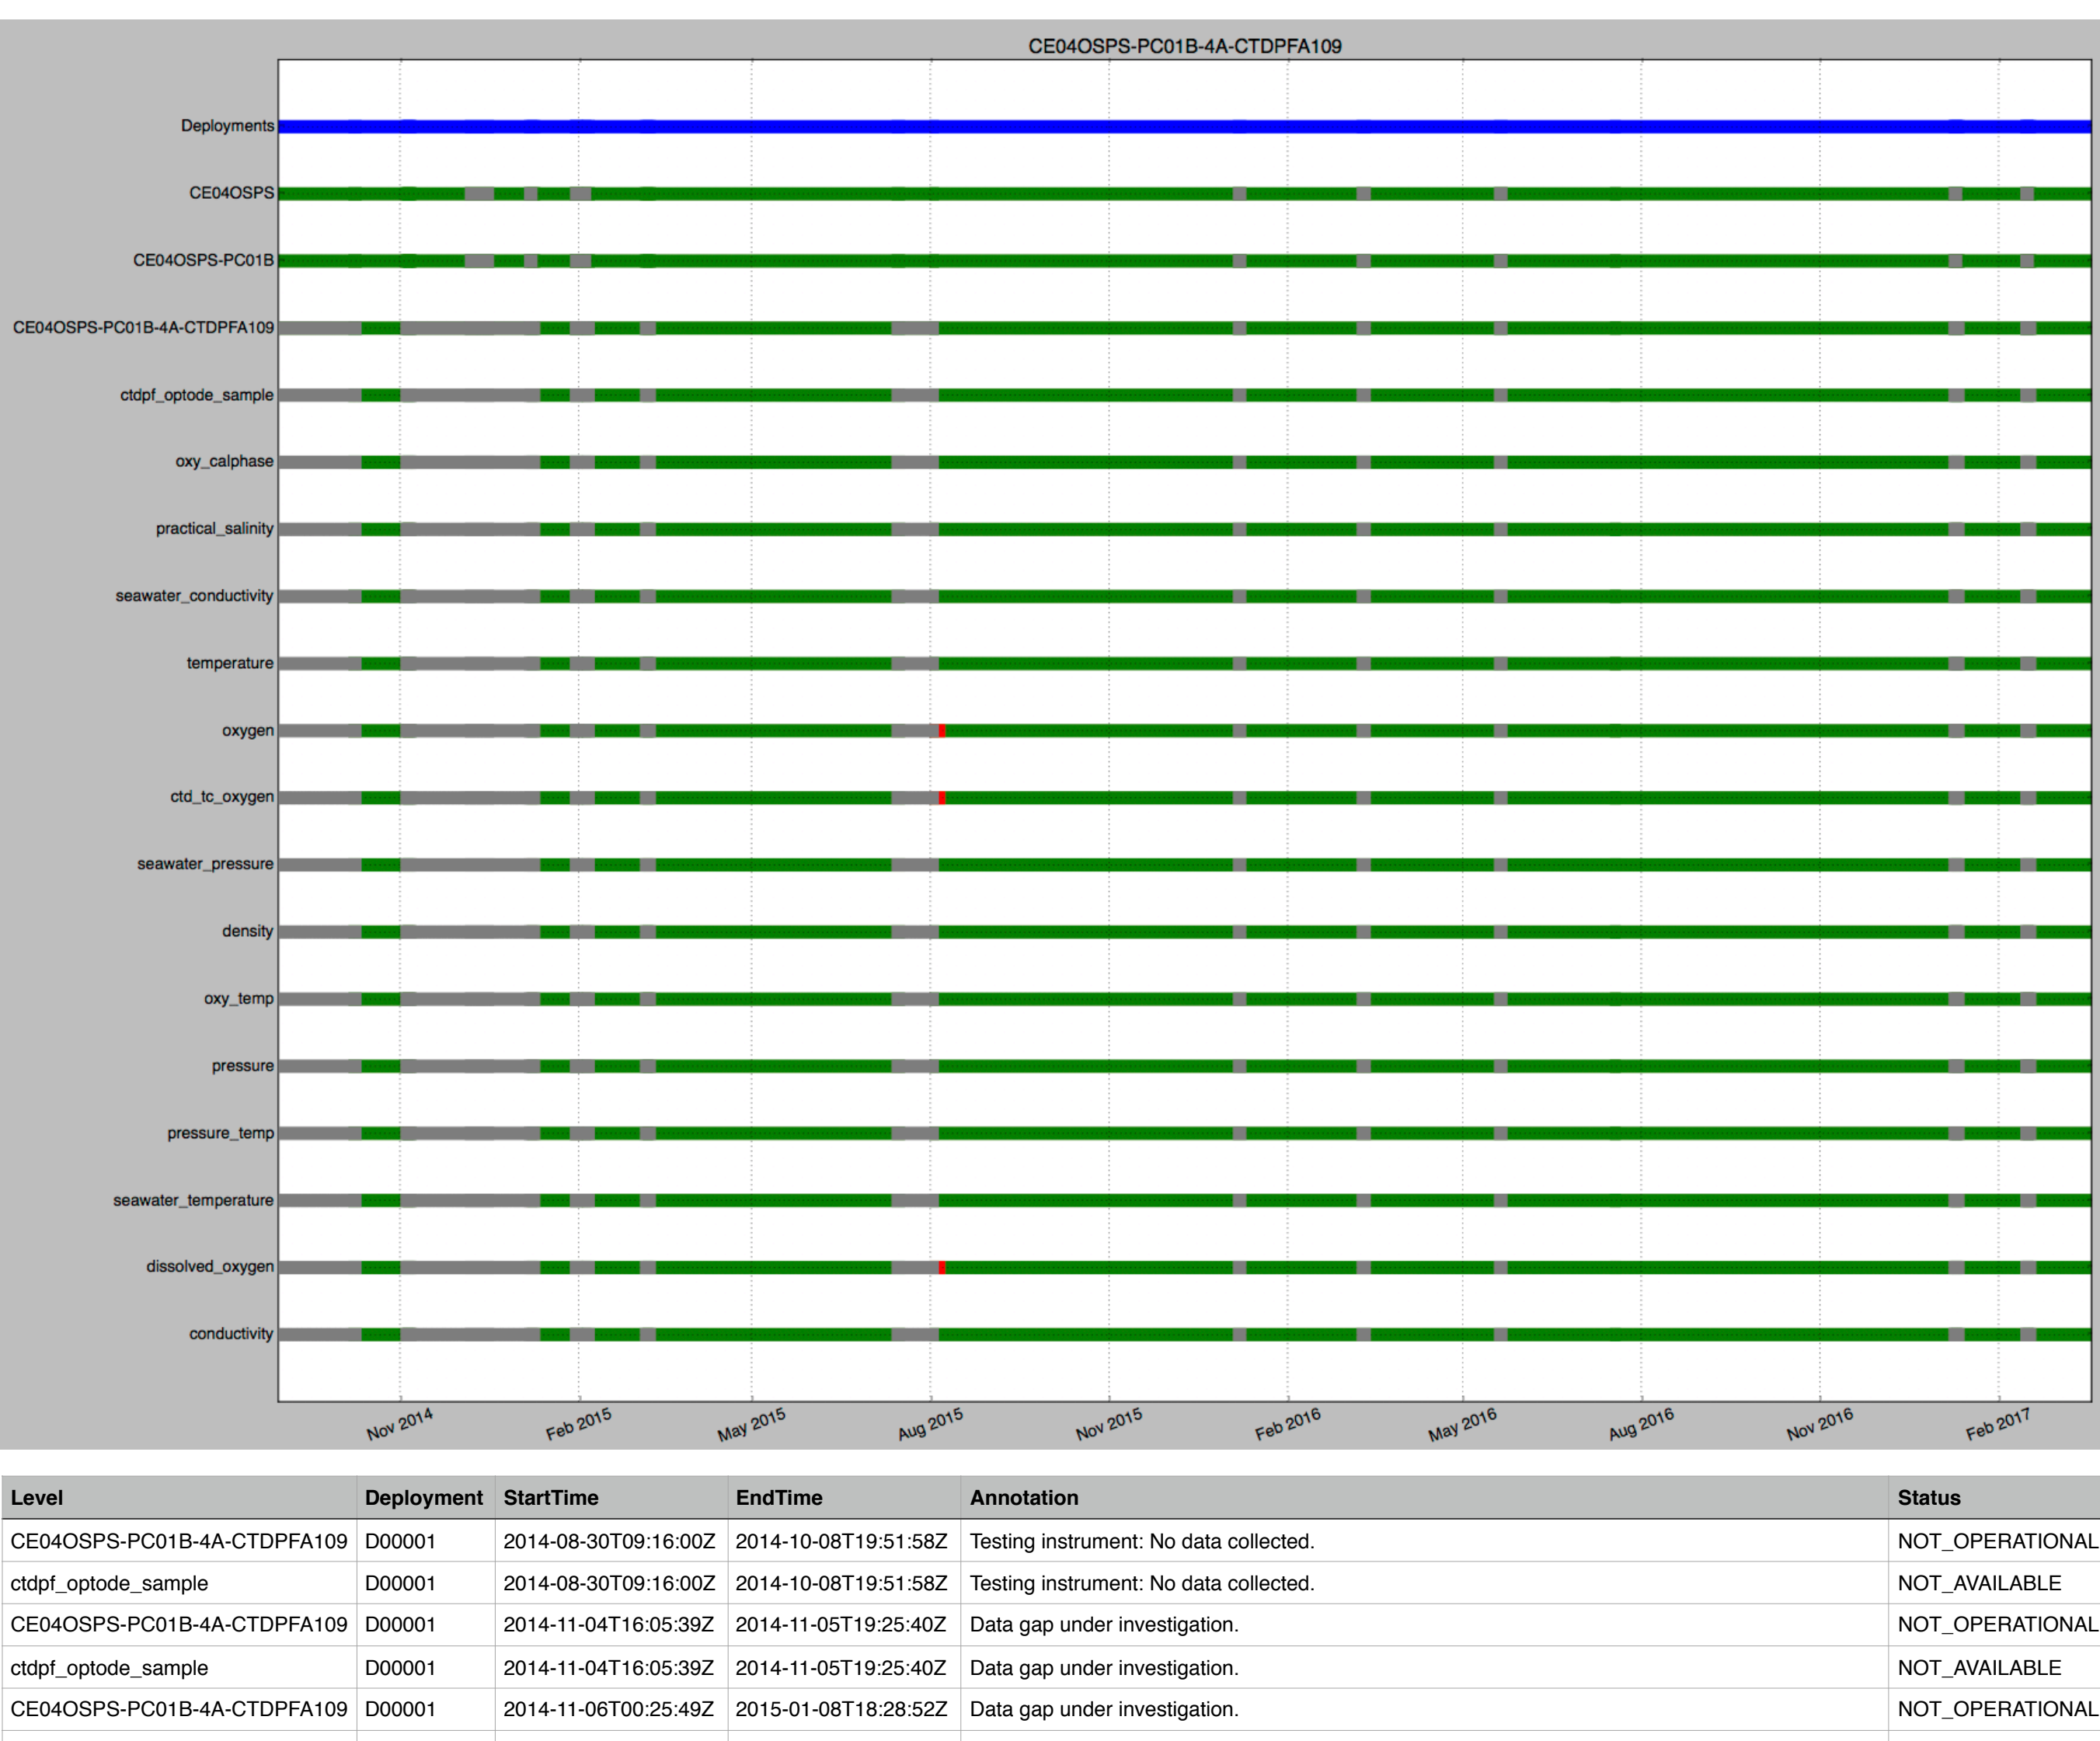 CE04OSPS-PC01B-4A-CTDPFA109
Deployments
CE04OSPS
CE04OSPS-PC01B
CE04OSPS-PC01B-4A-CTDPFA109
ctdpf_optode_sample
oxy_calphase
practical_salinity
seawater_conductivity
temperature
oxygen
ctd_tc_oxygen
seawater_pressure
density
oxy_temp
pressure
pressure_temp
seawater_temperature
dissolved_oxygen
conductivity
Nov 2014 Feb 2015 May 2015 Aug 2015 Nov 2015 Feb 2016 May 2016 Aug 2016 Nov 2016 Feb 2017
Level Deployment StartTime EndTime Annotation Status
CE04OSPS-PC01B-4A-CTDPFA109 D00001 2014-08-30T09:16:00Z 2014-10-08T19:51:58Z Testing instrument: No data collected. NOT_OPERATIONAL
ctdpf_optode_sample D00001 2014-08-30T09:16:00Z 2014-10-08T19:51:58Z Testing instrument: No data collected. NOT_AVAILABLE
CE04OSPS-PC01B-4A-CTDPFA109 D00001 2014-11-04T16:05:39Z 2014-11-05T19:25:40Z Data gap under investigation. NOT_OPERATIONAL
ctdpf_optode_sample D00001 2014-11-04T16:05:39Z 2014-11-05T19:25:40Z Data gap under investigation. NOT_AVAILABLE
CE04OSPS-PC01B-4A-CTDPFA109 D00001 2014-11-06T00:25:49Z 2015-01-08T18:28:52Z Data gap under investigation. NOT_OPERATIONAL